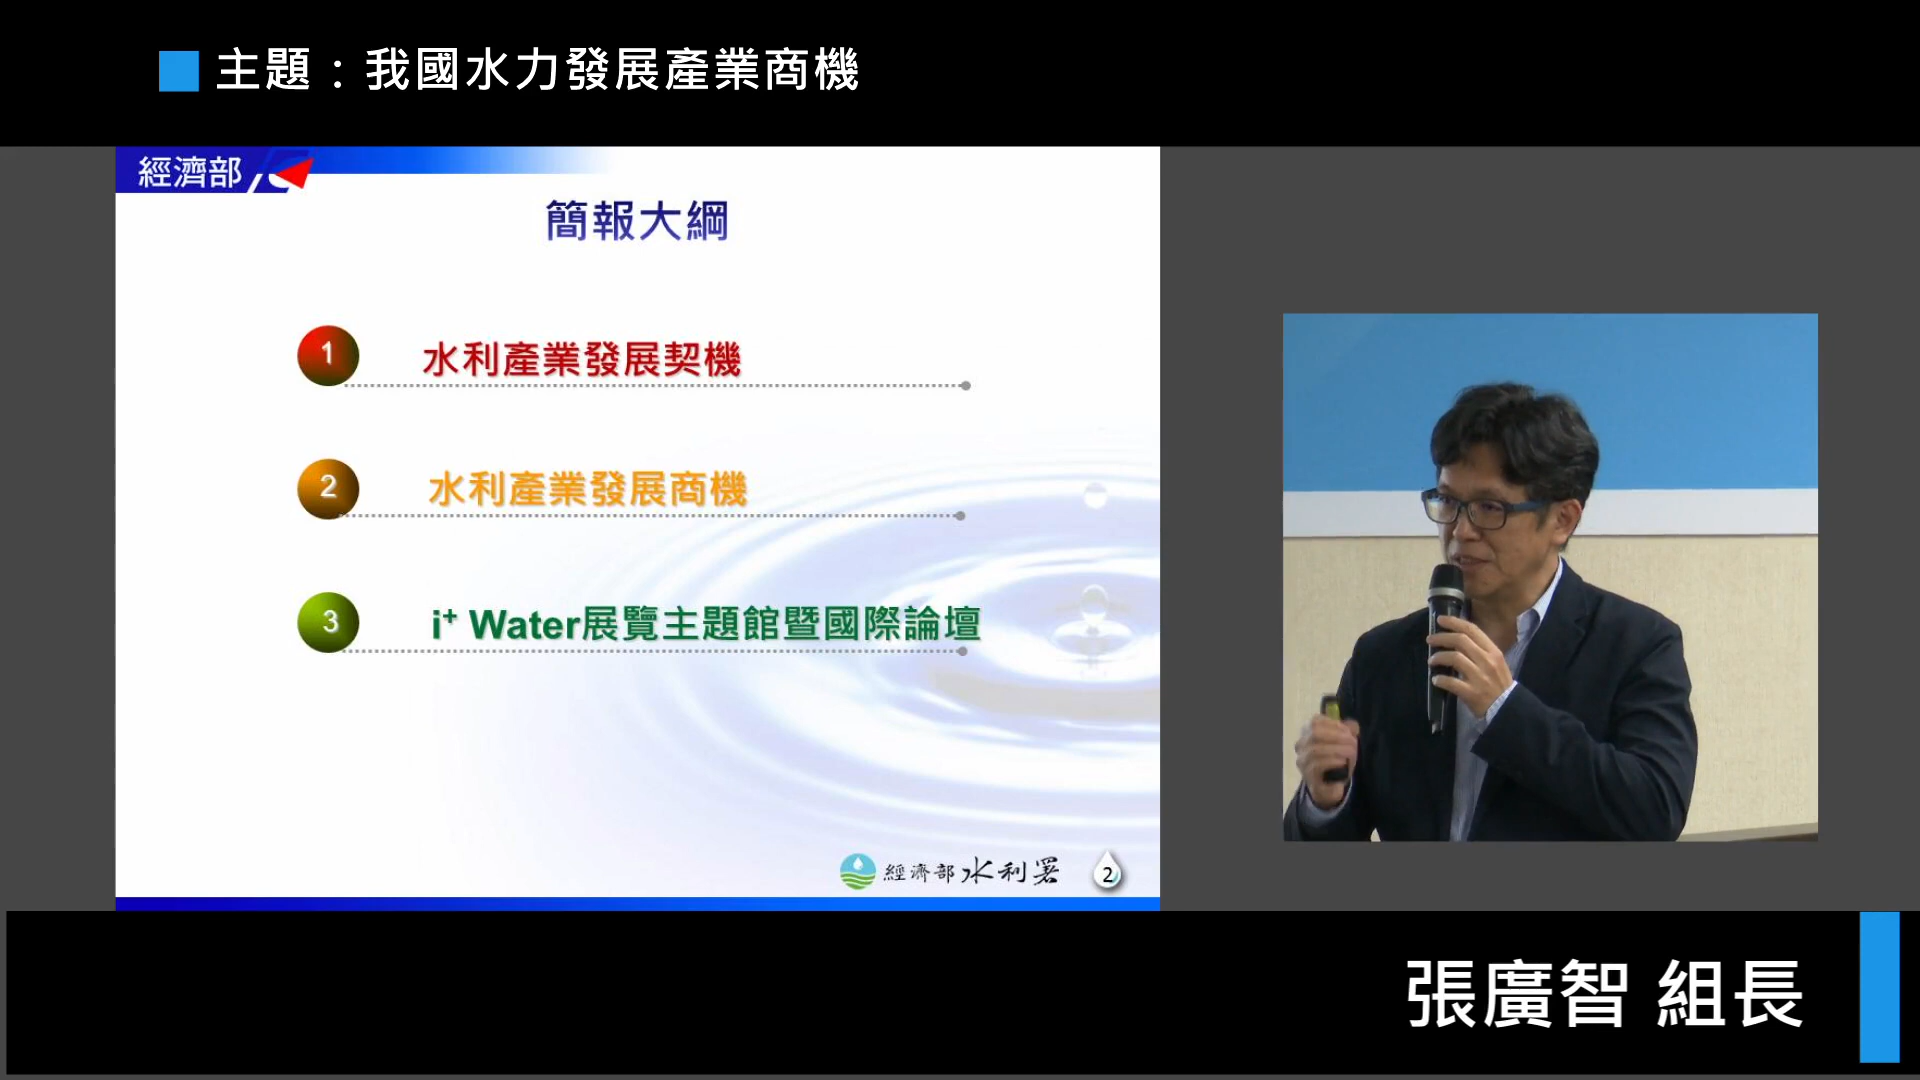 主題：我國水力發展產業商機
經濟部
簡報大綱
1 水利產業發展契機
2 水利產業發展商機
3 i⁺ Water展覽主題館暨國際論壇
經濟部水利署 2
張廣智 組長